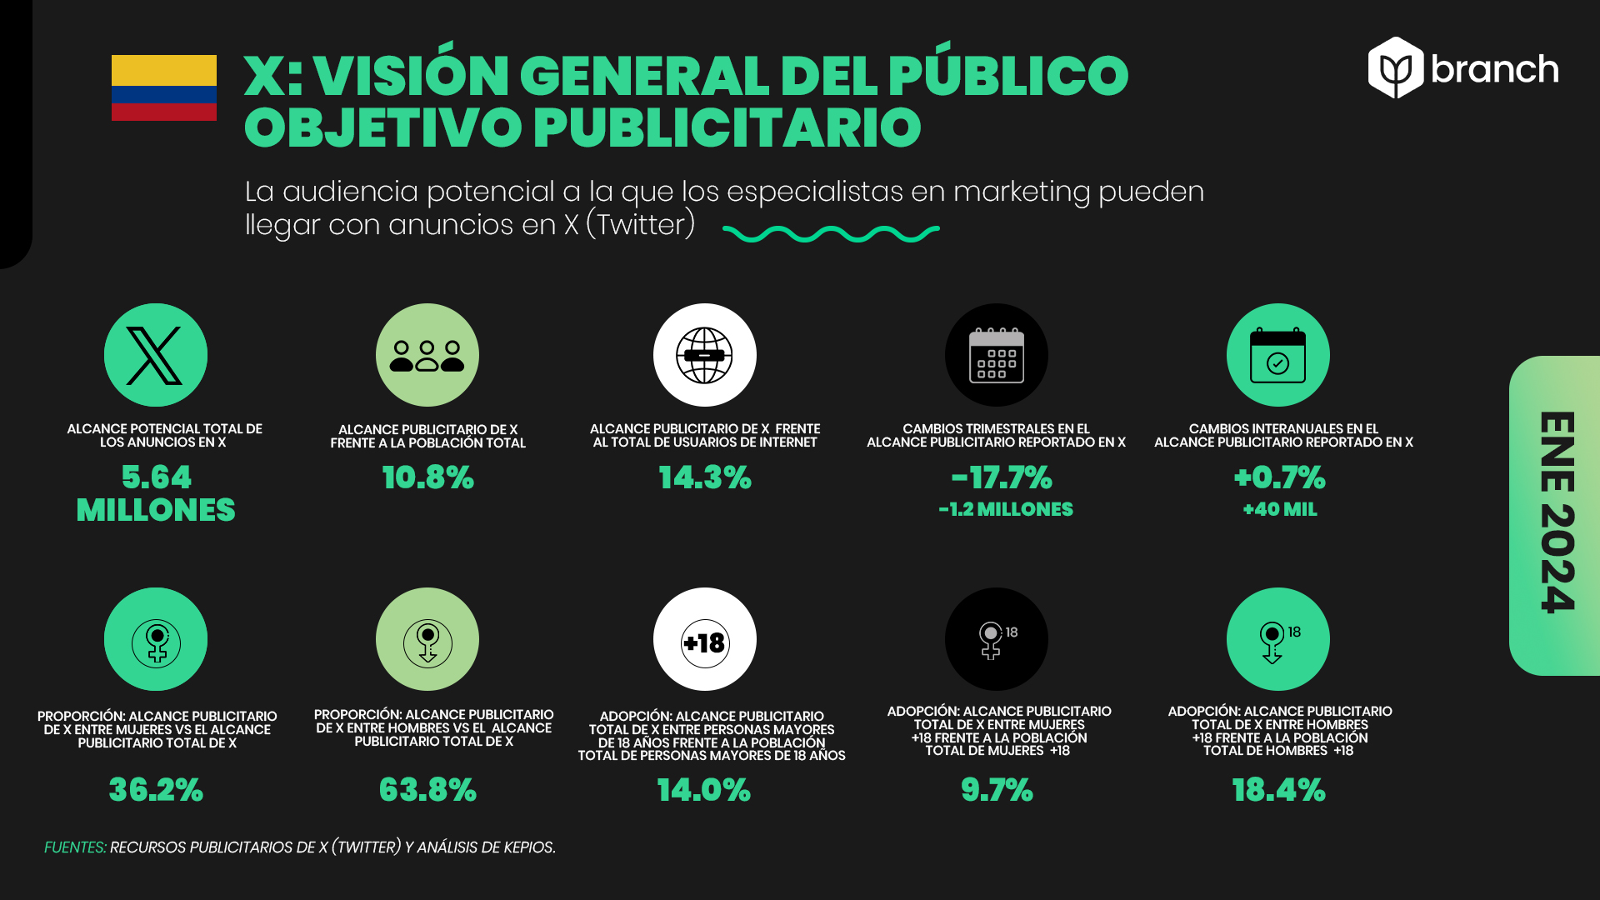 X: VISIÓN GENERAL DEL PÚBLICO
OBJETIVO PUBLICITARIO
branch
La audiencia potencial a la que los especialistas en marketing pueden
llegar con anuncios en X (Twitter)
ALCANCE POTENCIAL TOTAL DE
LOS ANUNCIOS EN X
5.64
MILLONES
ALCANCE PUBLICITARIO DE X
FRENTE A LA POBLACIÓN TOTAL
10.8%
ALCANCE PUBLICITARIO DE X FRENTE
AL TOTAL DE USUARIOS DE INTERNET
14.3%
CAMBIOS TRIMESTRALES EN EL
ALCANCE PUBLICITARIO REPORTADO EN X
-17.7%
-1.2 MILLONES
CAMBIOS INTERANUALES EN EL
ALCANCE PUBLICITARIO REPORTADO EN X
+0.7%
+40 MIL
ENE 2024
PROPORCIÓN: ALCANCE PUBLICITARIO
DE X ENTRE MUJERES VS EL ALCANCE
PUBLICITARIO TOTAL DE X
36.2%
PROPORCIÓN: ALCANCE PUBLICITARIO
DE X ENTRE HOMBRES VS EL ALCANCE
PUBLICITARIO TOTAL DE X
63.8%
+18
ADOPCIÓN: ALCANCE PUBLICITARIO
TOTAL DE X ENTRE PERSONAS MAYORES
DE 18 AÑOS FRENTE A LA POBLACIÓN
TOTAL DE PERSONAS MAYORES DE 18 AÑOS
14.0%
18
ADOPCIÓN: ALCANCE PUBLICITARIO
TOTAL DE X ENTRE MUJERES
+18 FRENTE A LA POBLACIÓN
TOTAL DE MUJERES +18
9.7%
18
ADOPCIÓN: ALCANCE PUBLICITARIO
TOTAL DE X ENTRE HOMBRES
+18 FRENTE A LA POBLACIÓN
TOTAL DE HOMBRES +18
18.4%
FUENTES: RECURSOS PUBLICITARIOS DE X (TWITTER) Y ANÁLISIS DE KEPIOS.